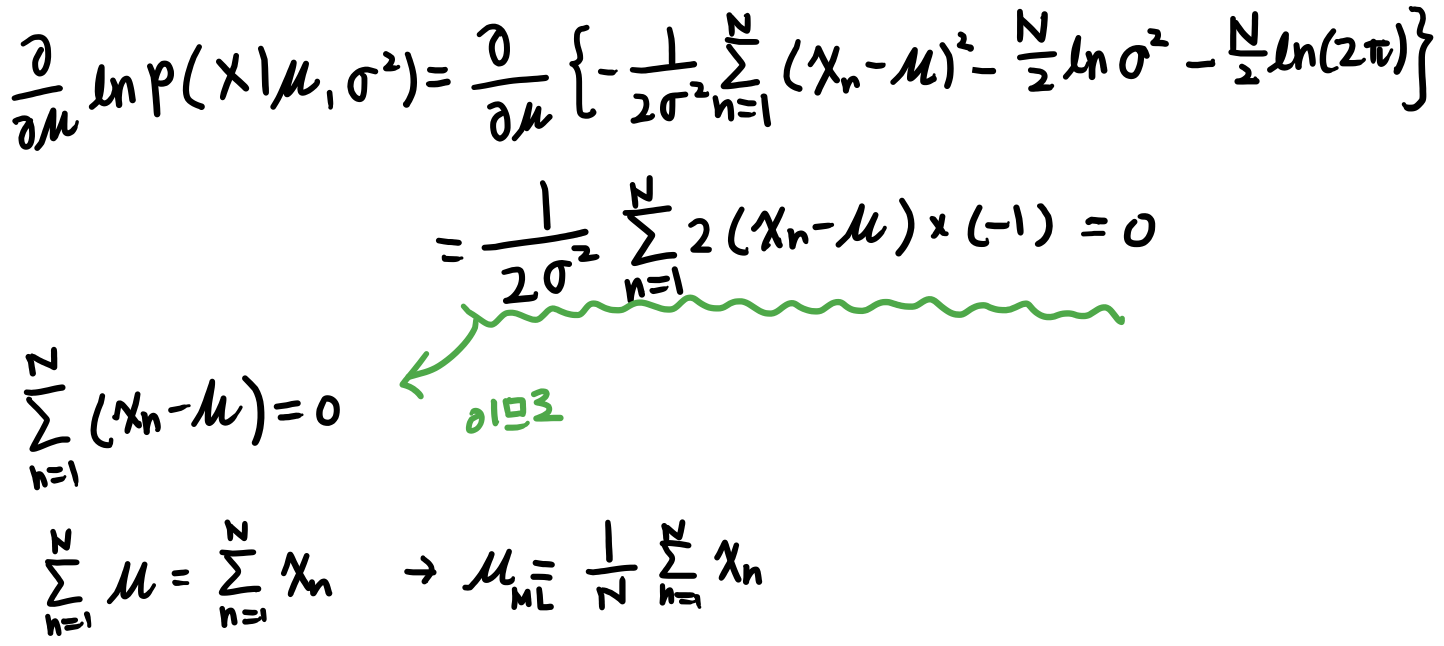 ∂/∂μ ln p(X|μ, σ²) = ∂/∂μ {-1/(2σ²) Σ_{n=1}^{N} (x_n - μ)² - N/2 ln σ² - N/2 ln(2π)}
= 1/(2σ²) Σ_{n=1}^{N} 2(x_n - μ) × (-1) = 0
이므로
Σ_{n=1}^{N} (x_n - μ) = 0
Σ_{n=1}^{N} μ = Σ_{n=1}^{N} x_n → μ_{ML} ≡ 1/N Σ_{n=1}^{N} x_n